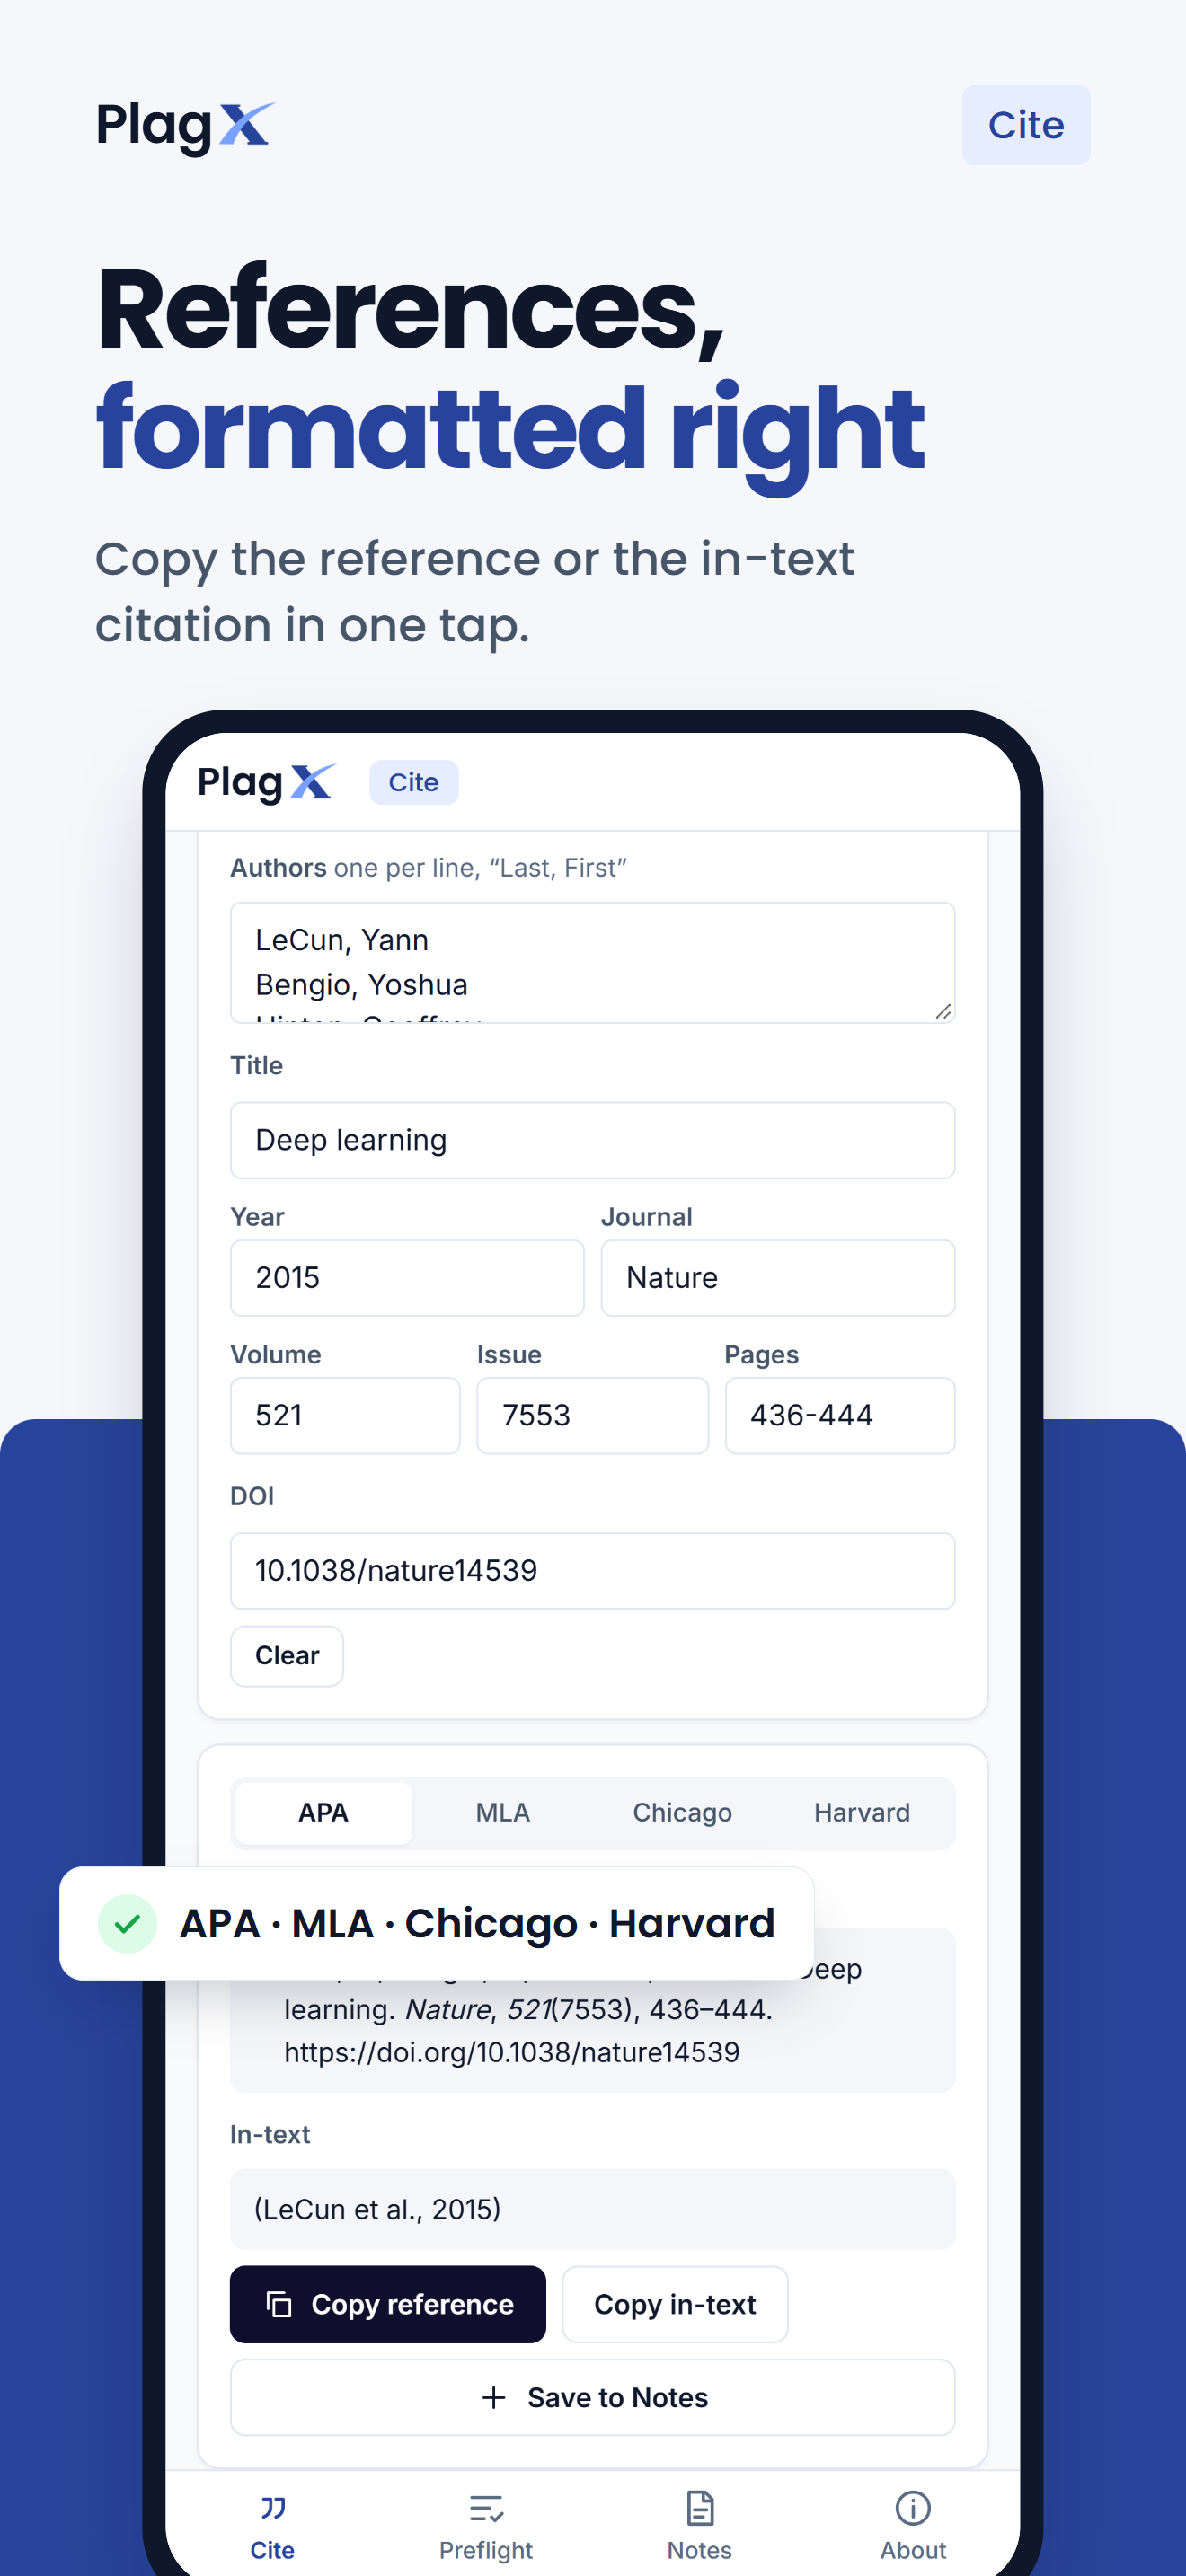 PlagX
Cite
References,
formatted right
Copy the reference or the in-text
citation in one tap.
PlagX Cite
Authors one per line, “Last, First”
LeCun, Yann
Bengio, Yoshua
Hinton, Geoffrey
Title
Deep learning
Year Journal
2015 Nature
Volume Issue Pages
521 7553 436-444
DOI
10.1038/nature14539
Clear
APA MLA Chicago Harvard
APA · MLA · Chicago · Harvard
Deep
learning. Nature, 521(7553), 436–444.
https://doi.org/10.1038/nature14539
In-text
(LeCun et al., 2015)
Copy reference Copy in-text
Save to Notes
Cite Preflight Notes About